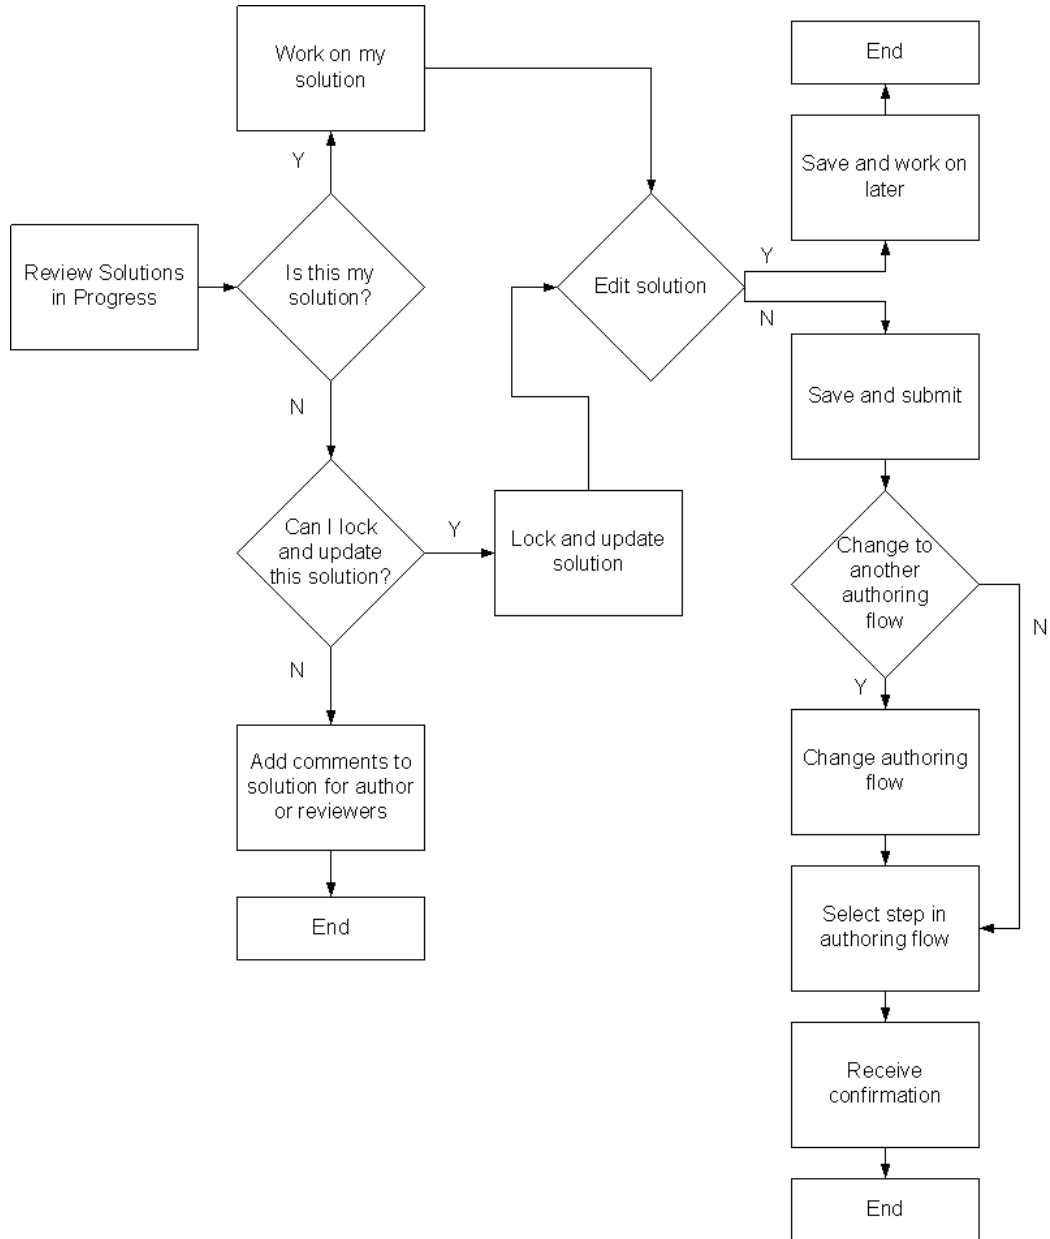 Work on my
solution
End
Save and work on
later
Y
Review Solutions
in Progress
Is this my
solution?
Edit solution
Y
N
N
Save and submit
Can I lock
and update
this solution?
Y
Lock and update
solution
Change to
another
authoring
flow
N
N
Y
Add comments to
solution for author
or reviewers
Change authoring
flow
End
Select step in
authoring flow
Receive
confirmation
End